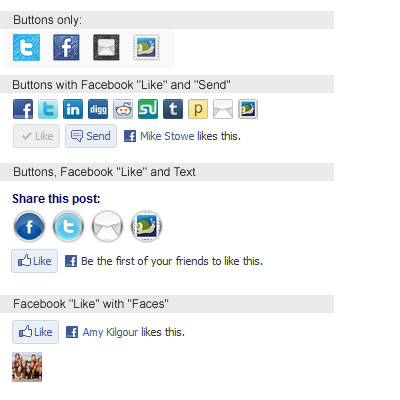 Buttons only:
Buttons with Facebook "Like" and "Send"
digg
Like Send Mike Stowe likes this.
Buttons, Facebook "Like" and Text
Share this post:
Like Be the first of your friends to like this.
Facebook "Like" with "Faces"
Like Amy Kilgour likes this.